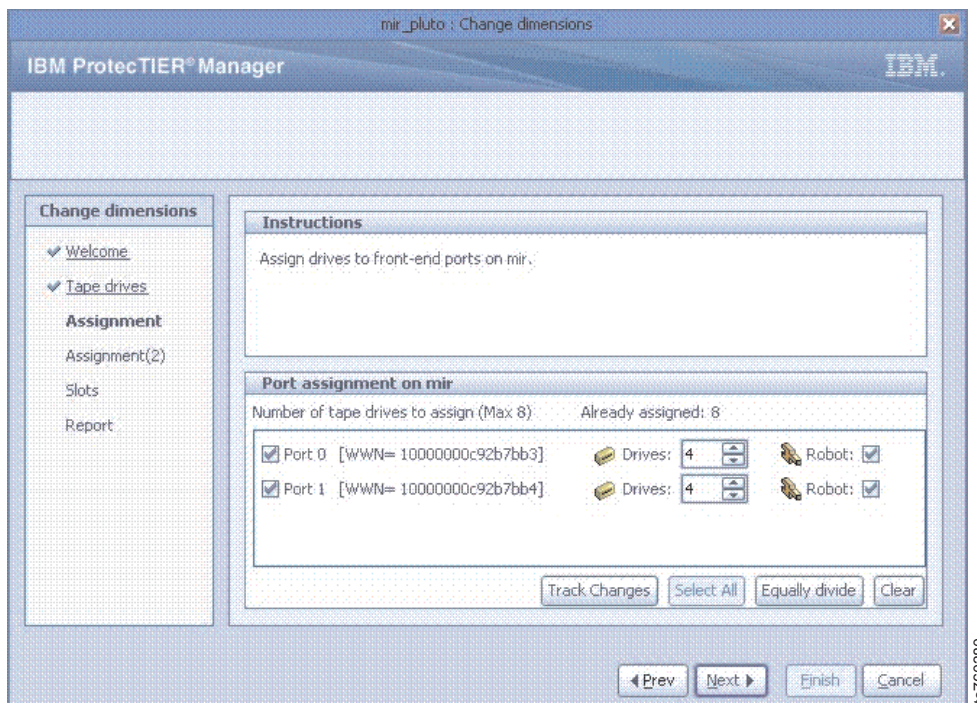 mir_pluto : Change dimensions
IBM ProtecTIER® Manager
IBM.
Change dimensions
Welcome
Tape drives
Assignment
Assignment(2)
Slots
Report
Instructions
Assign drives to front-end ports on mir.
Port assignment on mir
Number of tape drives to assign (Max 8) Already assigned: 8
Port 0 [WWN= 10000000c92b7bb3] Drives: 4 Robot:
Port 1 [WWN= 10000000c92b7bb4] Drives: 4 Robot:
Track Changes Select All Equally divide Clear
Prev Next Finish Cancel